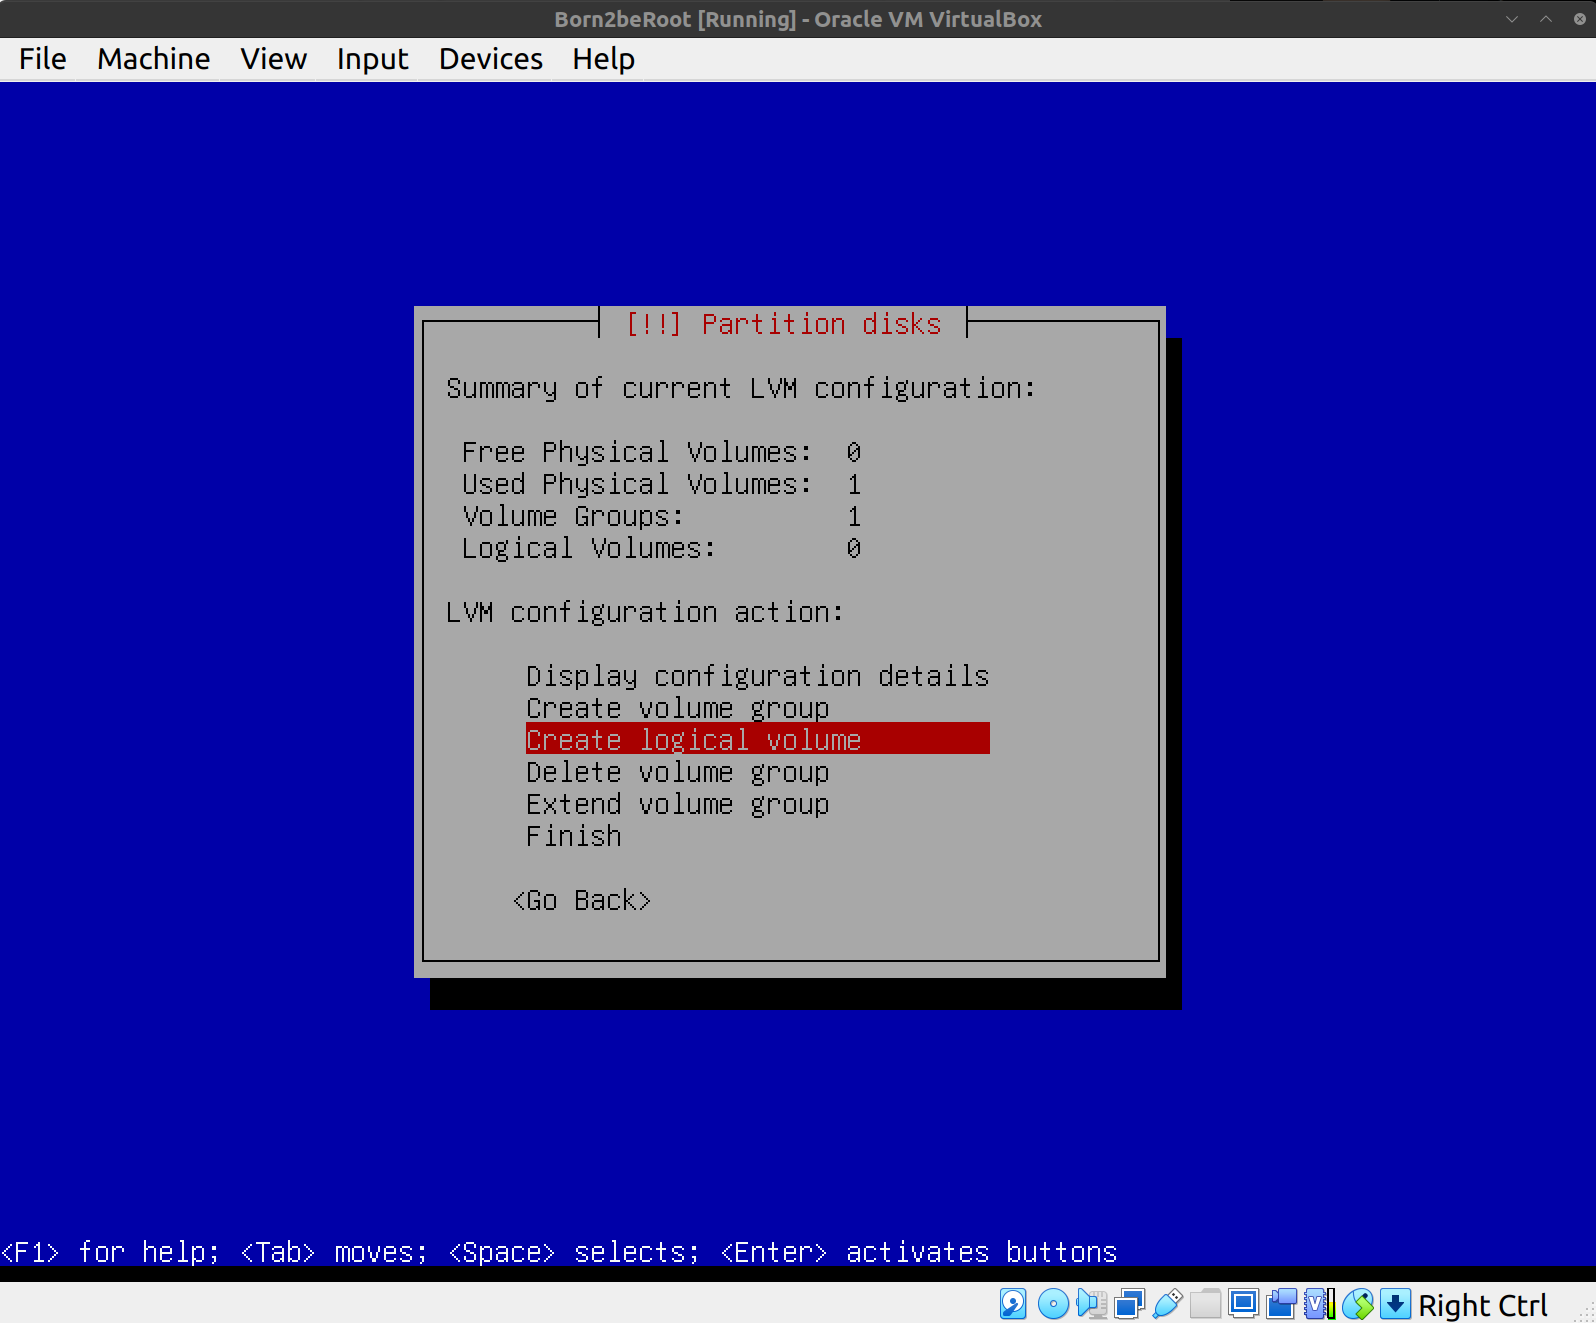 Born2beRoot [Running] - Oracle VM VirtualBox
File Machine View Input Devices Help
[!!] Partition disks
Summary of current LVM configuration:
Free Physical Volumes: 0
Used Physical Volumes: 1
Volume Groups: 1
Logical Volumes: 0
LVM configuration action:
Display configuration details
Create volume group
Create logical volume
Delete volume group
Extend volume group
Finish
<Go Back>
<F1> for help; <Tab> moves; <Space> selects; <Enter> activates buttons
Right Ctrl